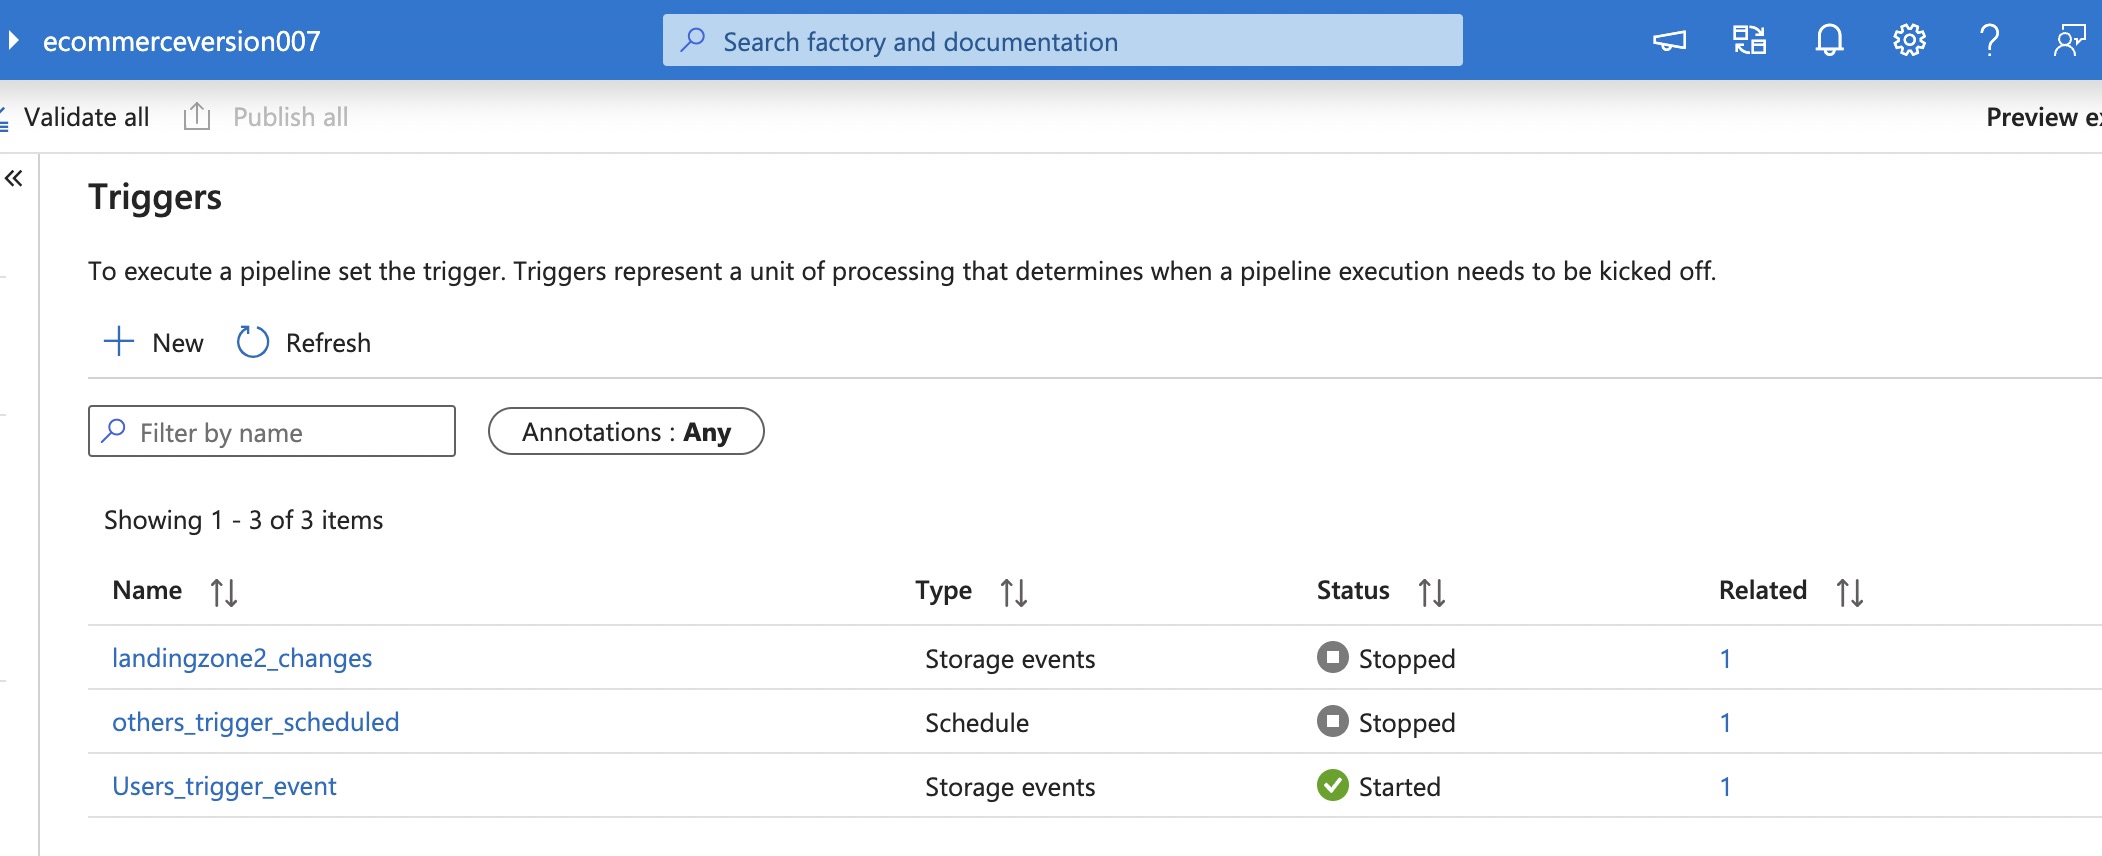 ecommerceversion007
Search factory and documentation
Validate all
Publish all
Preview
Triggers
To execute a pipeline set the trigger. Triggers represent a unit of processing that determines when a pipeline execution needs to be kicked off.
New
Refresh
Filter by name
Annotations : Any
Showing 1 - 3 of 3 items
Name Type Status Related
landingzone2_changes Storage events Stopped 1
others_trigger_scheduled Schedule Stopped 1
Users_trigger_event Storage events Started 1